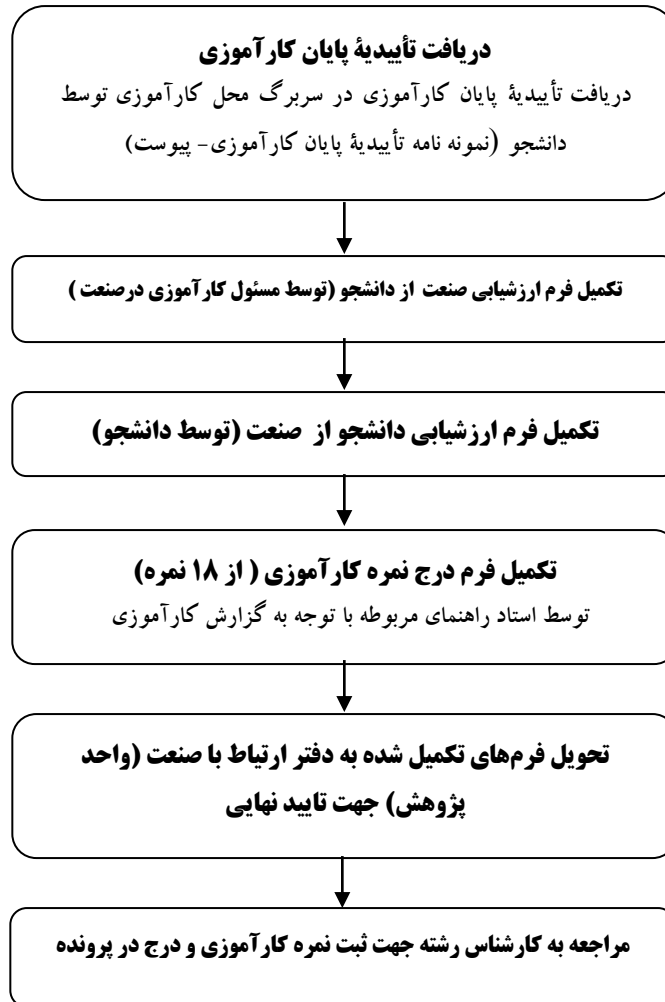 دریافت تأییدیۀ پایان کارآموزی
دریافت تأییدیۀ پایان کارآموزی در سربرگ محل کارآموزی توسط
دانشجو (نمونه نامه تأییدیۀ پایان کارآموزی- پیوست)
تکمیل فرم ارزشیابی صنعت از دانشجو (توسط مسئول کارآموزی درصنعت )
تکمیل فرم ارزشیابی دانشجو از صنعت (توسط دانشجو)
تکمیل فرم درج نمره کارآموزی ( از ۱۸ نمره)
توسط استاد راهنمای مربوطه با توجه به گزارش کارآموزی
تحویل فرم‌های تکمیل شده به دفتر ارتباط با صنعت (واحد
پژوهش) جهت تایید نهایی
مراجعه به کارشناس رشته جهت ثبت نمره کارآموزی و درج در پرونده